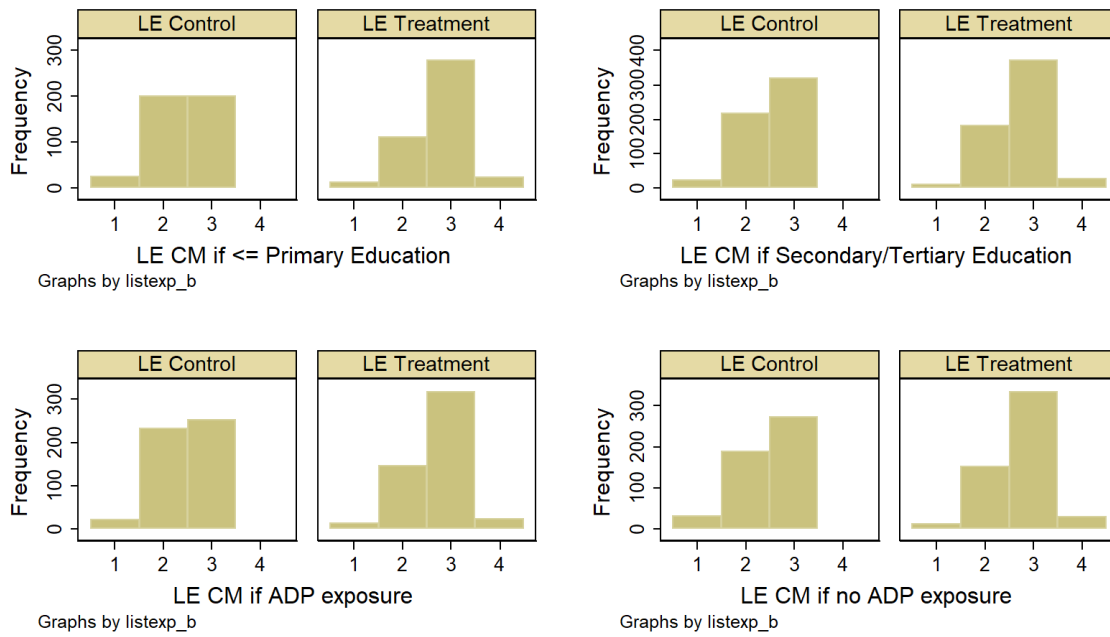 LE Control
LE Treatment
Frequency
0 100 200 300
1 2 3 4
1 2 3 4
LE CM if <= Primary Education
Graphs by listexp_b
LE Control
LE Treatment
Frequency
0 100 200 300 400
1 2 3 4
1 2 3 4
LE CM if Secondary/Tertiary Education
Graphs by listexp_b
LE Control
LE Treatment
Frequency
0 100 200 300
1 2 3 4
1 2 3 4
LE CM if ADP exposure
Graphs by listexp_b
LE Control
LE Treatment
Frequency
0 100 200 300
1 2 3 4
1 2 3 4
LE CM if no ADP exposure
Graphs by listexp_b